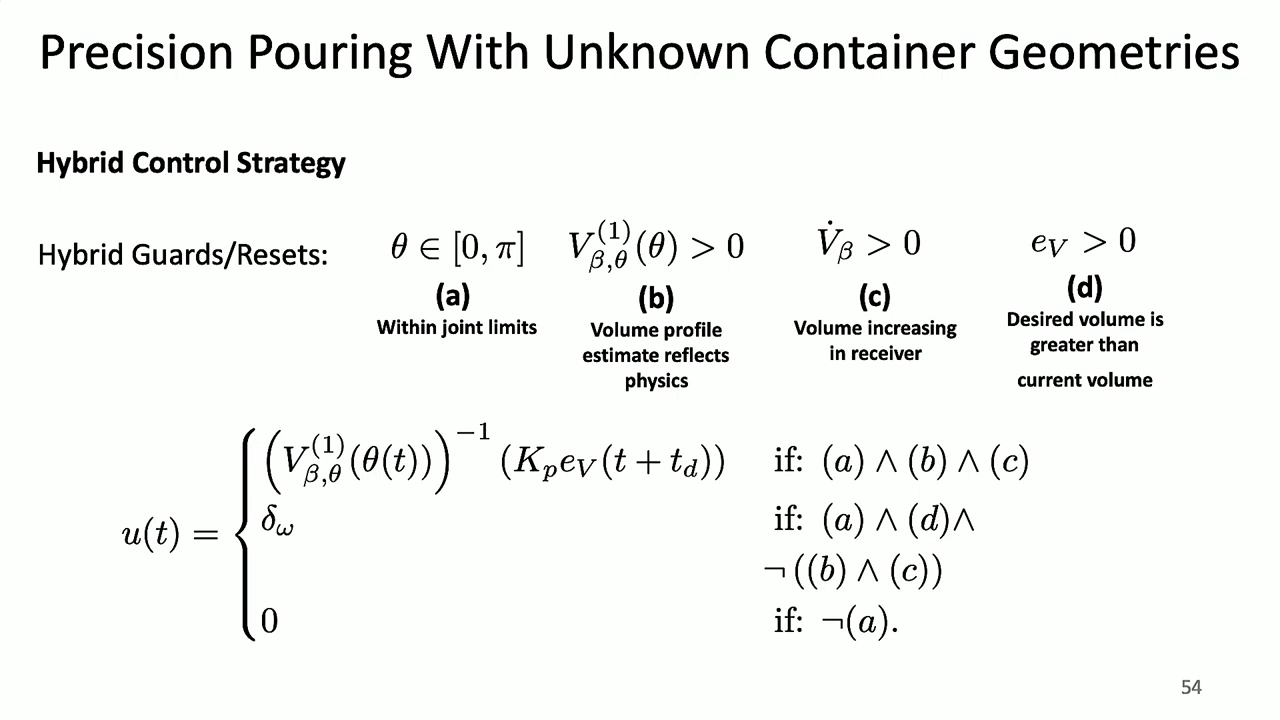 Precision Pouring With Unknown Container Geometries
Hybrid Control Strategy
Hybrid Guards/Resets: θ ∈ [0, π] V_{β,θ}^{(1)}(θ) > 0 V̇_β > 0 e_V > 0
(a) (b) (c) (d)
Within joint limits
Volume profile
estimate reflects
physics
Volume increasing
in receiver
Desired volume is
greater than
current volume
u(t) = { (V_{β,θ}^{(1)}(θ(t)))^{-1} (K_p e_V(t + t_d)) if: (a) ∧ (b) ∧ (c)
δ_ω if: (a) ∧ (d)∧
¬ ((b) ∧ (c))
0 if: ¬(a).
54